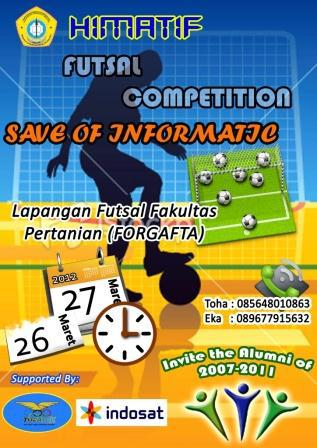 HIMATIF
FUTSAL
COMPETITION
SAVE OF INFORMATIC
Lapangan Futsal Fakultas
Pertanian (FORGAFTA)
2012
27
Maret
26
Maret
Toha : 085648010863
Eka : 089677915632
Invite the Alumni of
2007-2011
Supported By:
indosat